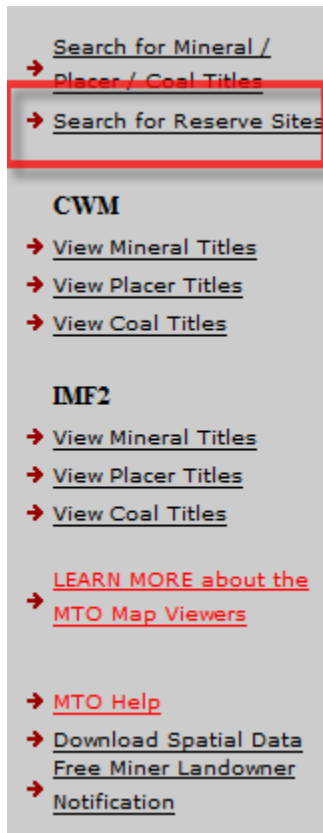 Search for Mineral /
Placer / Coal Titles
Search for Reserve Sites
CWM
View Mineral Titles
View Placer Titles
View Coal Titles
IMF2
View Mineral Titles
View Placer Titles
View Coal Titles
LEARN MORE about the
MTO Map Viewers
MTO Help
Download Spatial Data
Free Miner Landowner
Notification